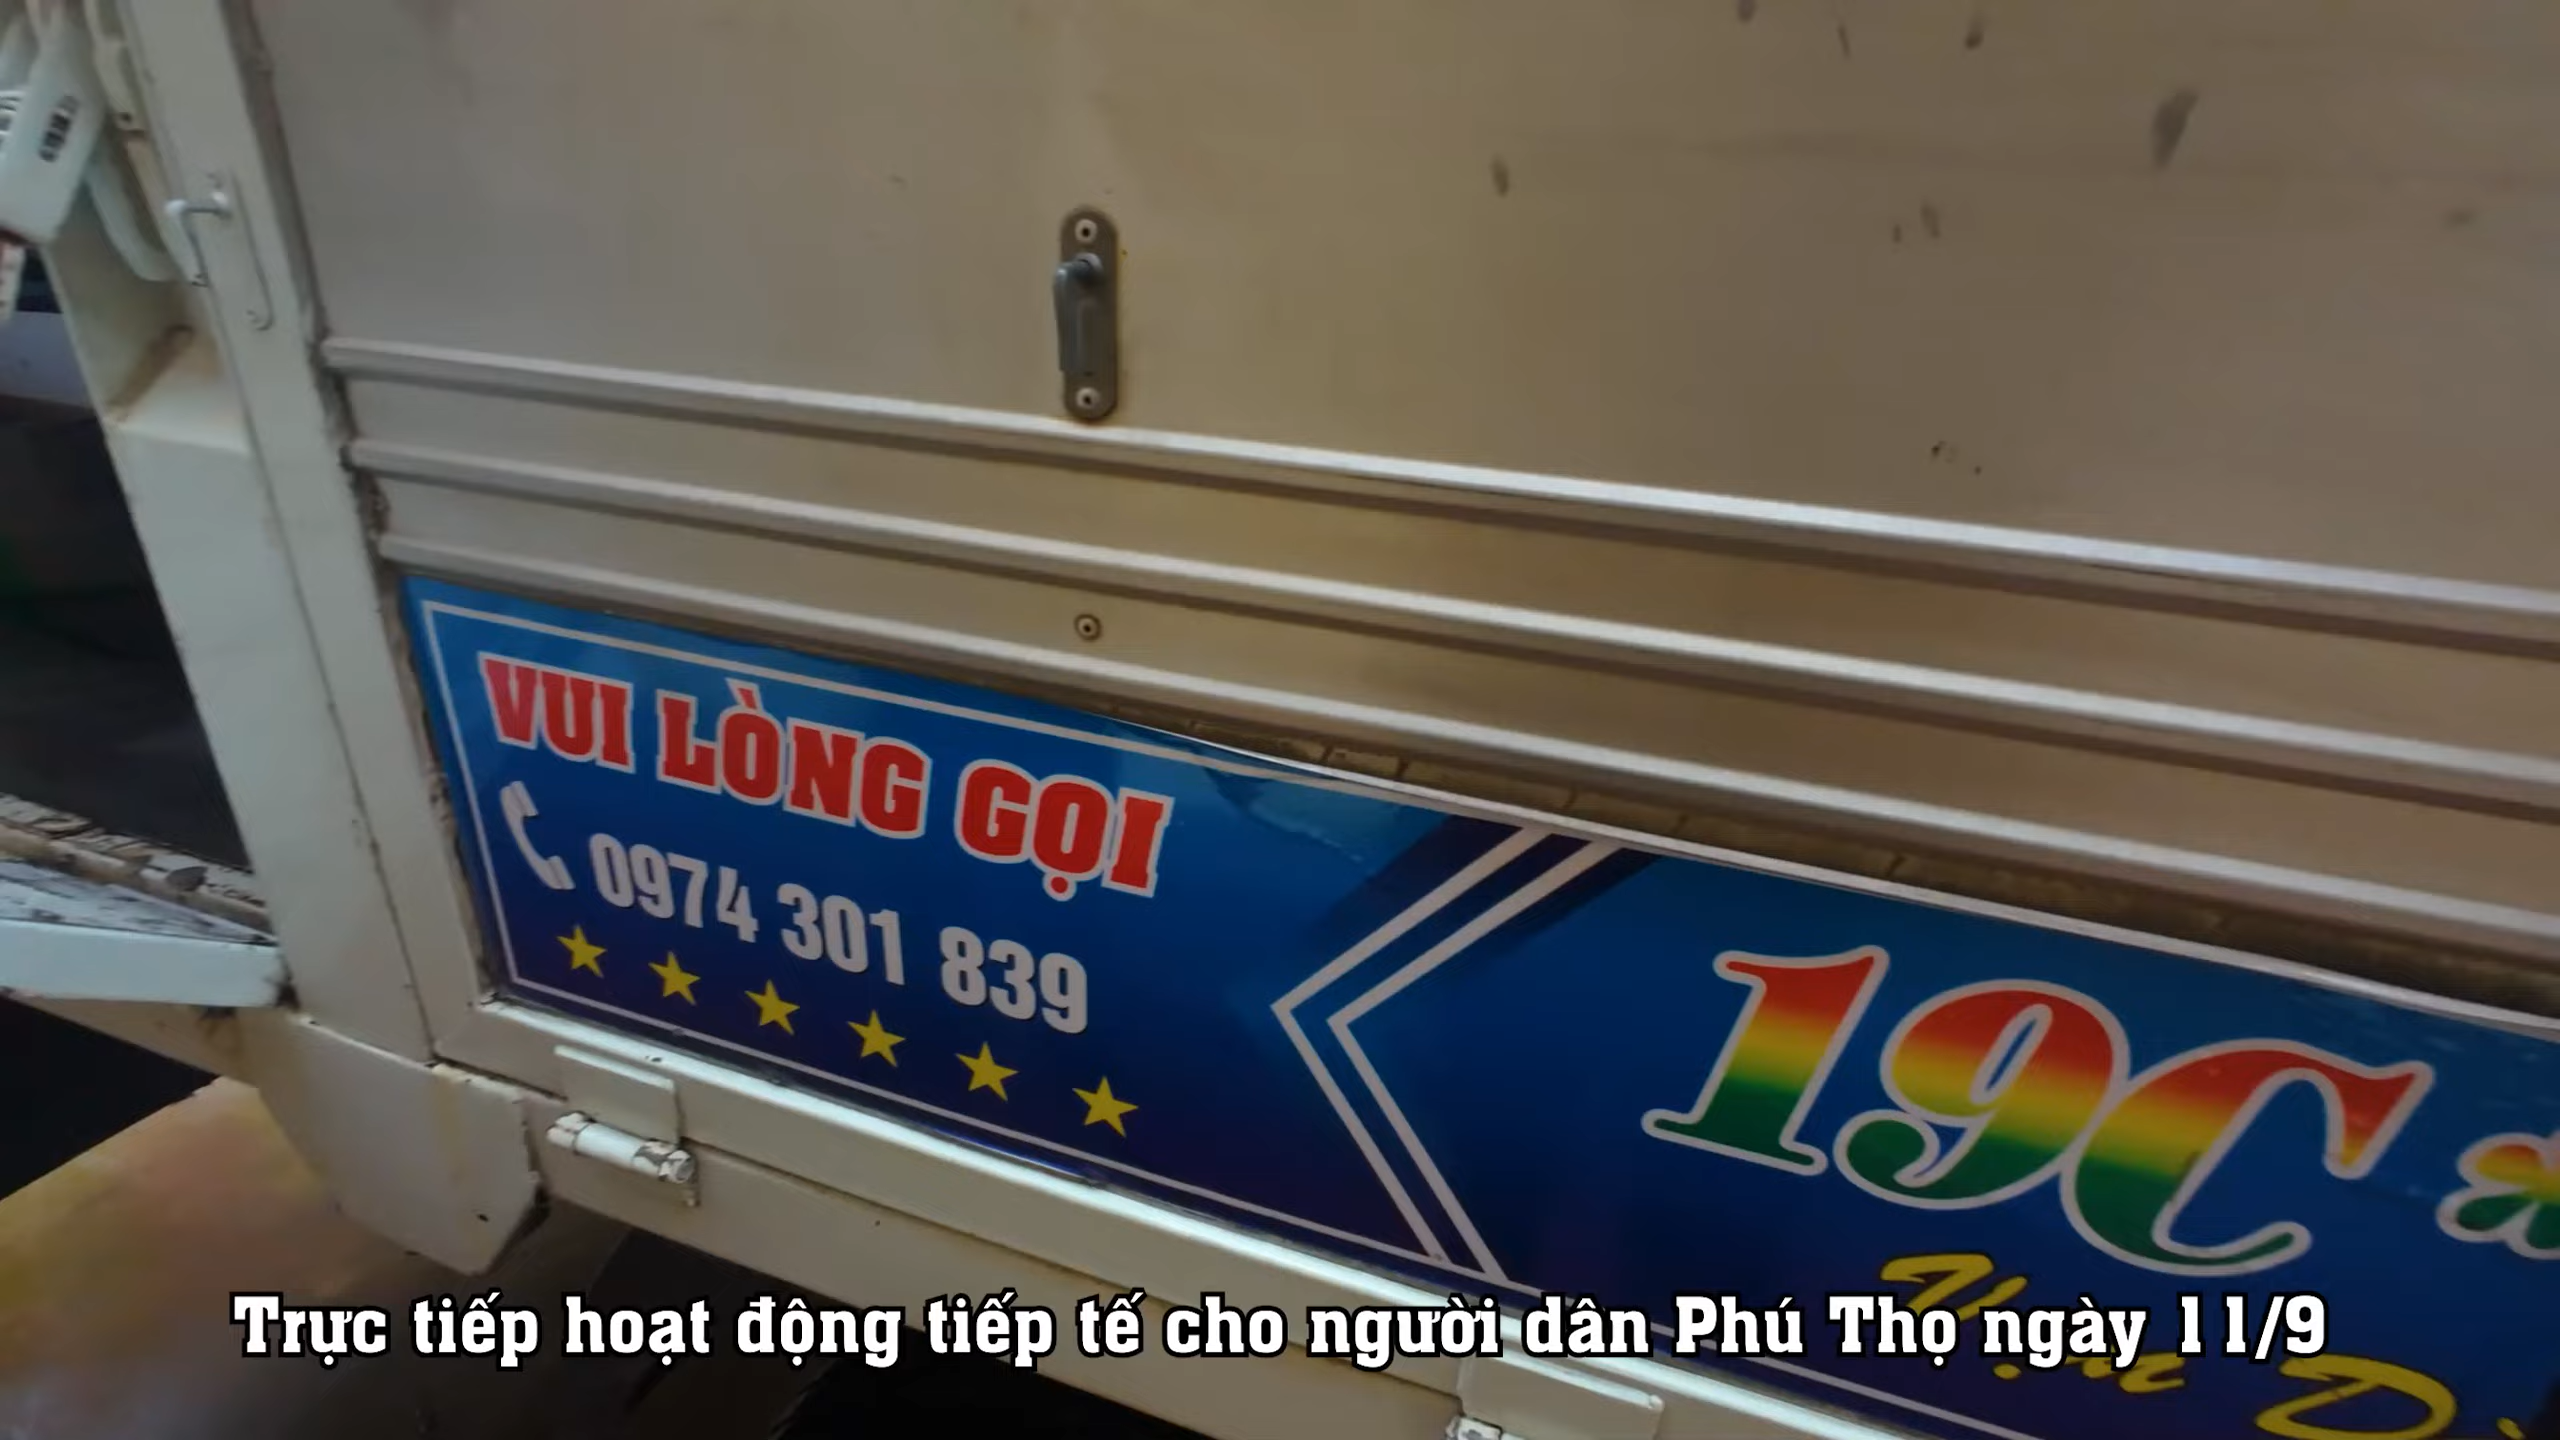 VUI LÒNG GỌI
0974 301 839
19C
Trực tiếp hoạt động tiếp tế cho người dân Phú Thọ ngày 11/9